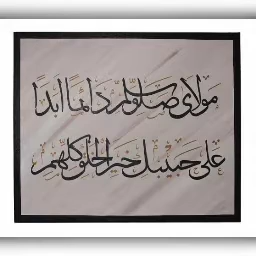 مولاي صل وسلم دائما ابدا
على حبيبك خير الخلق كلهم